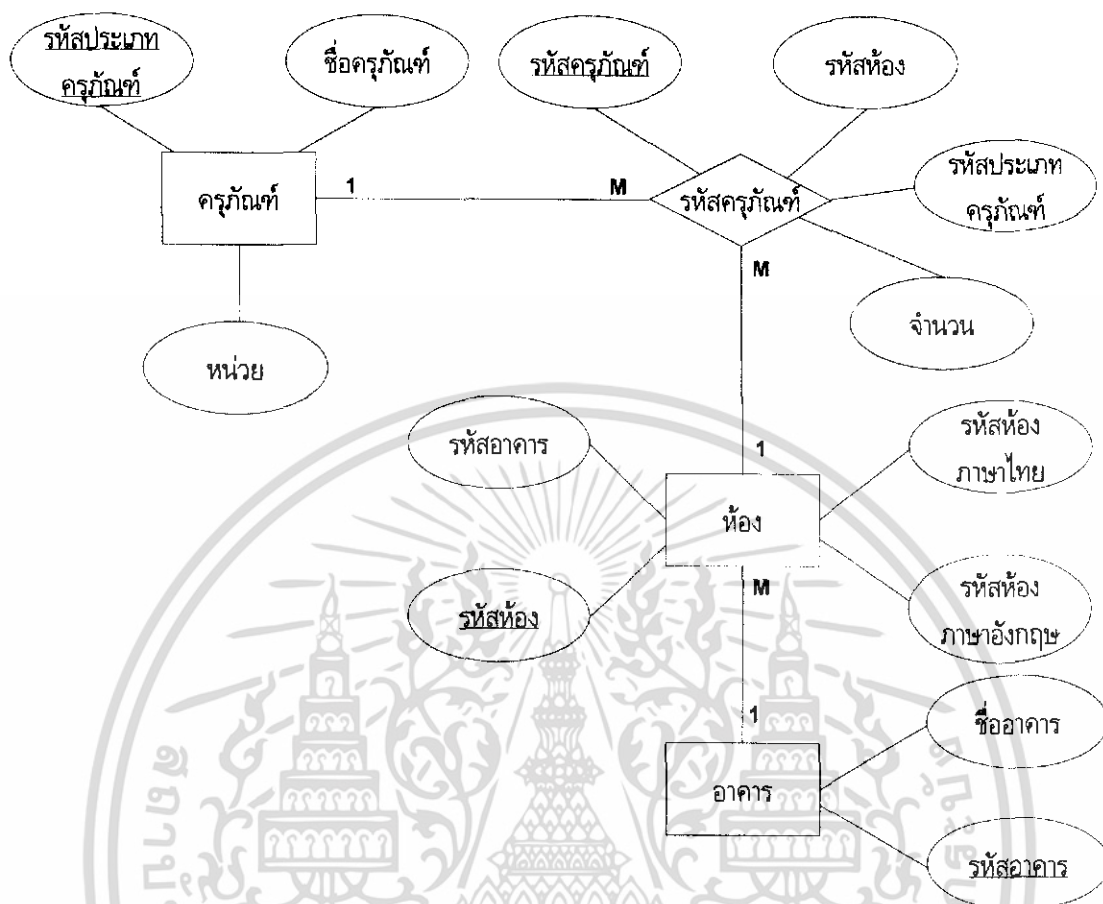 รหัสประเภท
ครุภัณฑ์
ชื่อครุภัณฑ์
รหัสครุภัณฑ์
รหัสห้อง
ครุภัณฑ์
1
M
รหัสครุภัณฑ์
รหัสประเภท
ครุภัณฑ์
M
จำนวน
หน่วย
รหัสอาคาร
1
รหัสห้อง
ภาษาไทย
ห้อง
รหัสห้อง
M
รหัสห้อง
ภาษาอังกฤษ
1
ชื่ออาคาร
อาคาร
รหัสอาคาร